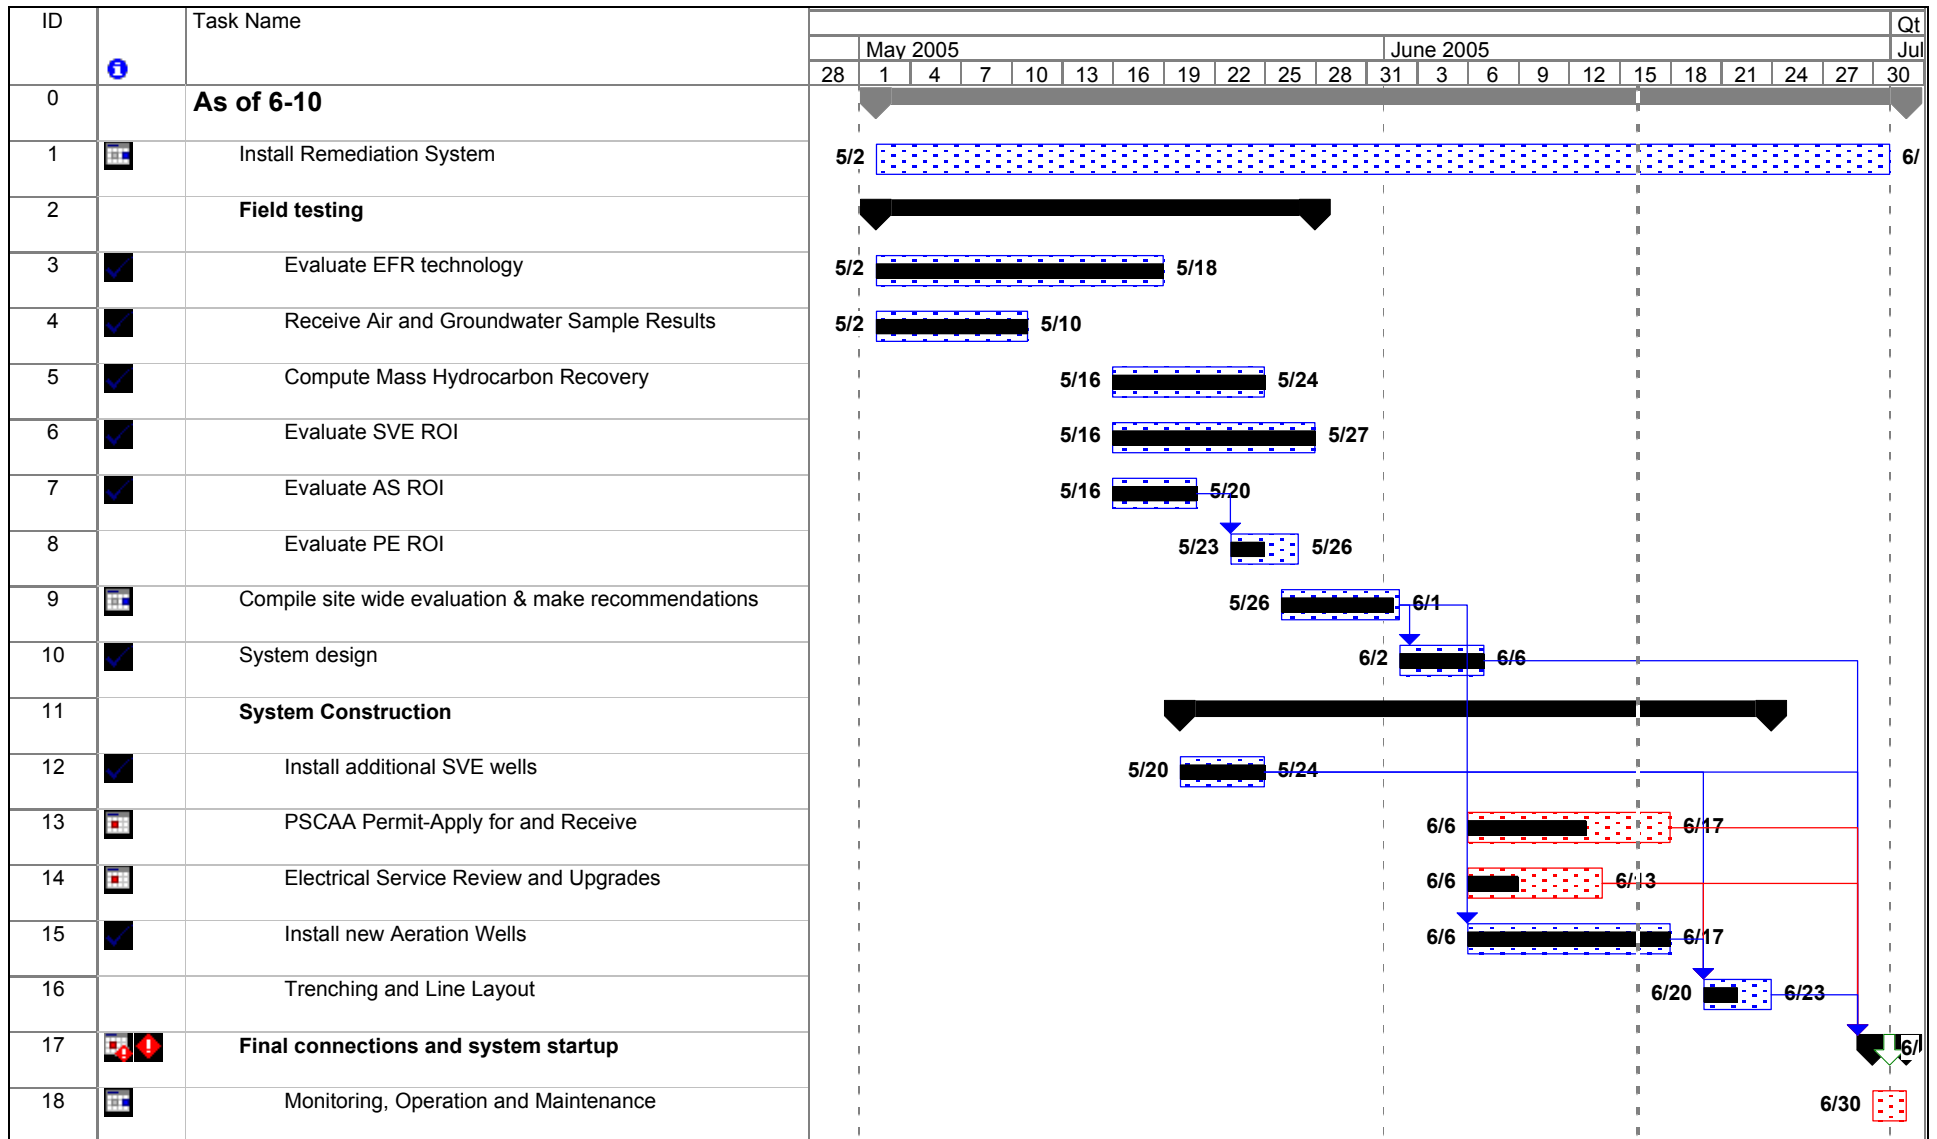 ID Task Name Qt
May 2005 June 2005 Jul
28 1 4 7 10 13 16 19 22 25 28 31 3 6 9 12 15 18 21 24 27 30
0 As of 6-10
1 Install Remediation System 5/2 6/
2 Field testing
3 Evaluate EFR technology 5/2 5/18
4 Receive Air and Groundwater Sample Results 5/2 5/10
5 Compute Mass Hydrocarbon Recovery 5/16 5/24
6 Evaluate SVE ROI 5/16 5/27
7 Evaluate AS ROI 5/16 5/20
8 Evaluate PE ROI 5/23 5/26
9 Compile site wide evaluation & make recommendations 5/26 6/1
10 System design 6/2 6/6
11 System Construction
12 Install additional SVE wells 5/20 5/24
13 PSCAA Permit-Apply for and Receive 6/6 6/17
14 Electrical Service Review and Upgrades 6/6 6/13
15 Install new Aeration Wells 6/6 6/17
16 Trenching and Line Layout 6/20 6/23
17 Final connections and system startup 6/
18 Monitoring, Operation and Maintenance 6/30